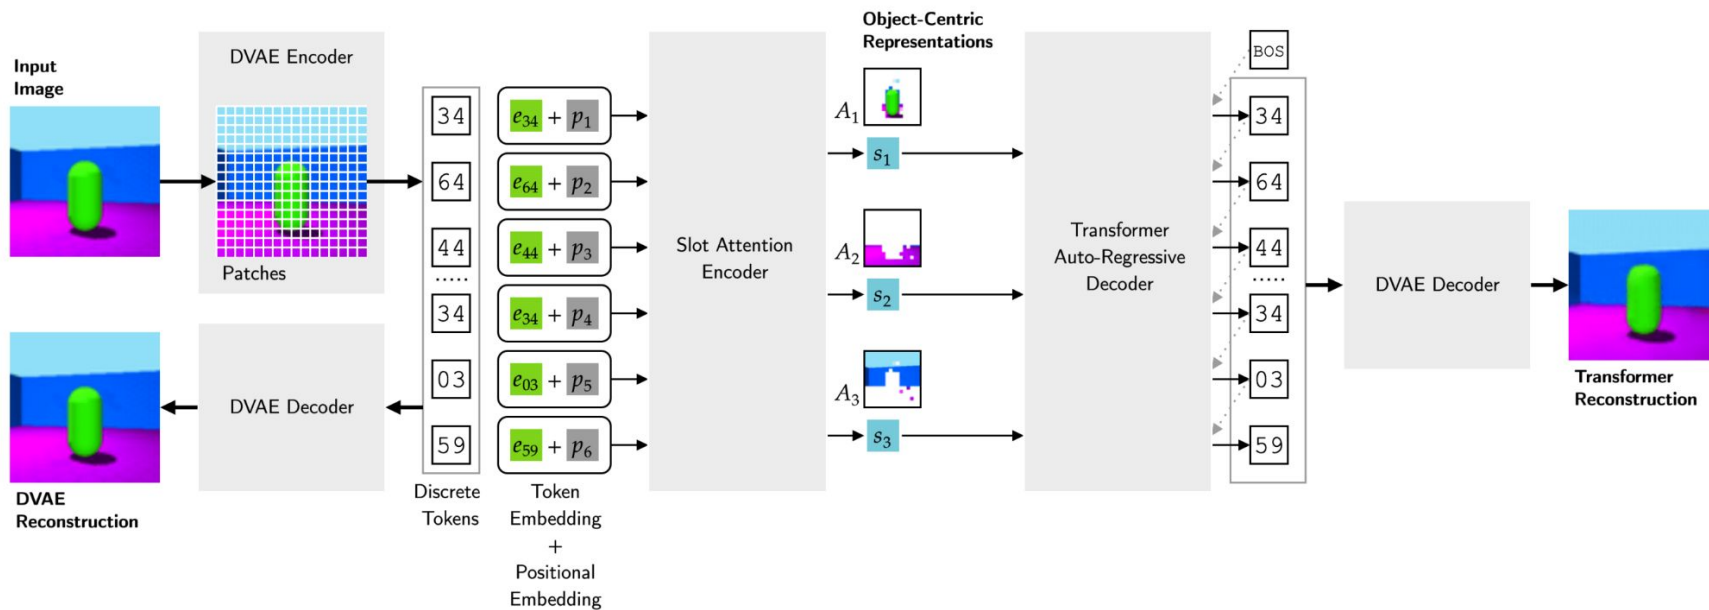 Input
Image
DVAE Encoder
Patches
34
64
44
.....
34
03
59
Discrete
Tokens
DVAE Decoder
DVAE
Reconstruction
e34 + p1
e64 + p2
e44 + p3
e34 + p4
e03 + p5
e59 + p6
Token
Embedding
+
Positional
Embedding
Slot Attention
Encoder
Object-Centric
Representations
A1
s1
A2
s2
A3
s3
Transformer
Auto-Regressive
Decoder
BOS
34
64
44
.....
34
03
59
DVAE Decoder
Transformer
Reconstruction